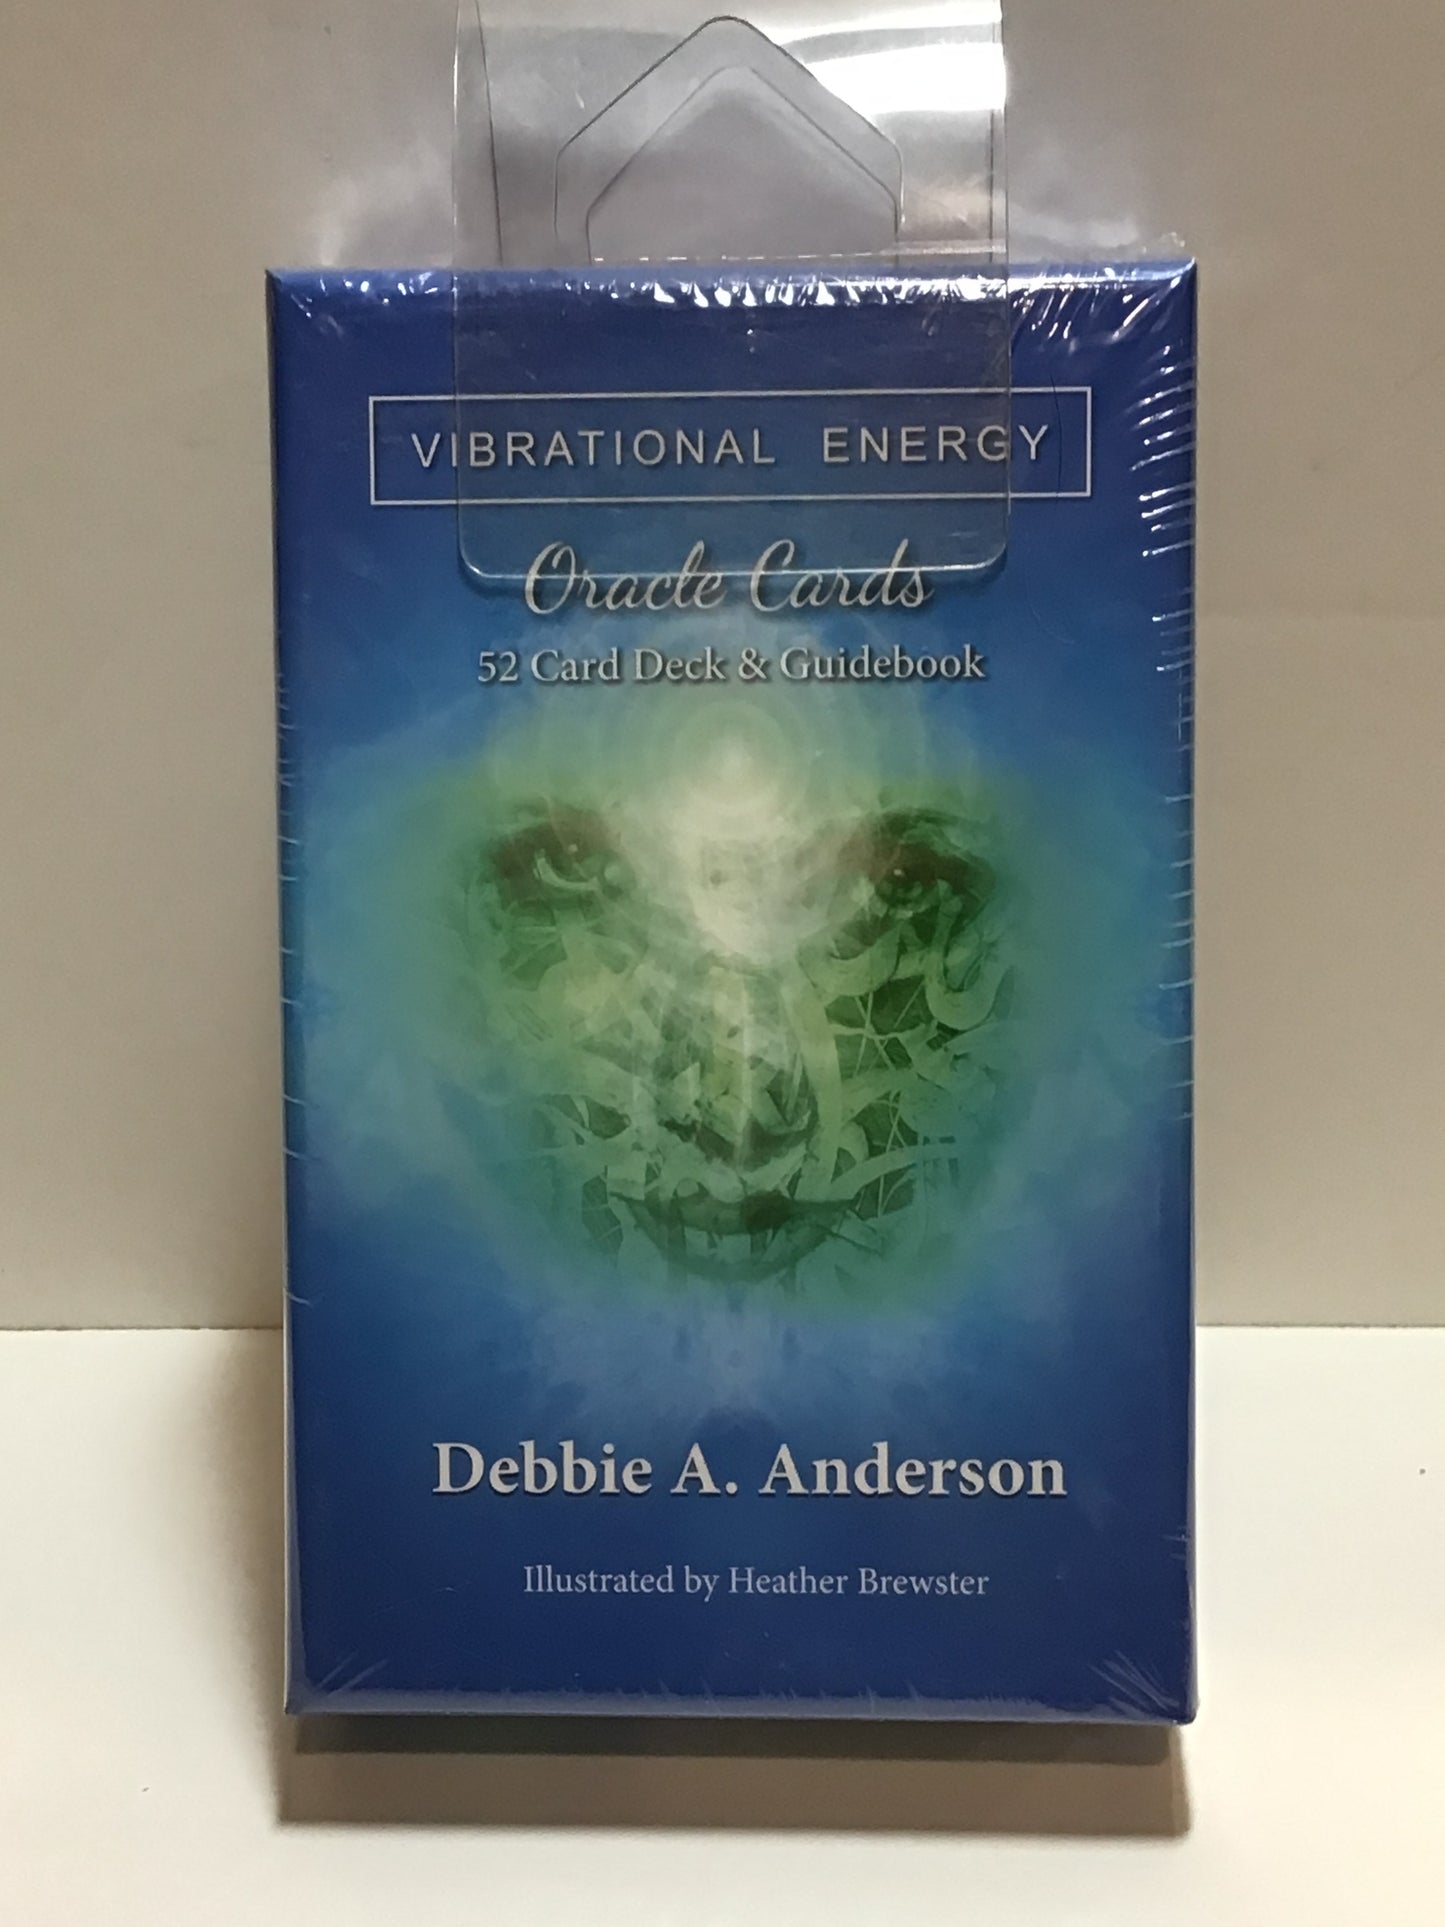 VIBRATIONAL ENERGY
Oracle Cards
52 Card Deck & Guidebook
Debbie A. Anderson
Illustrated by Heather Brewster